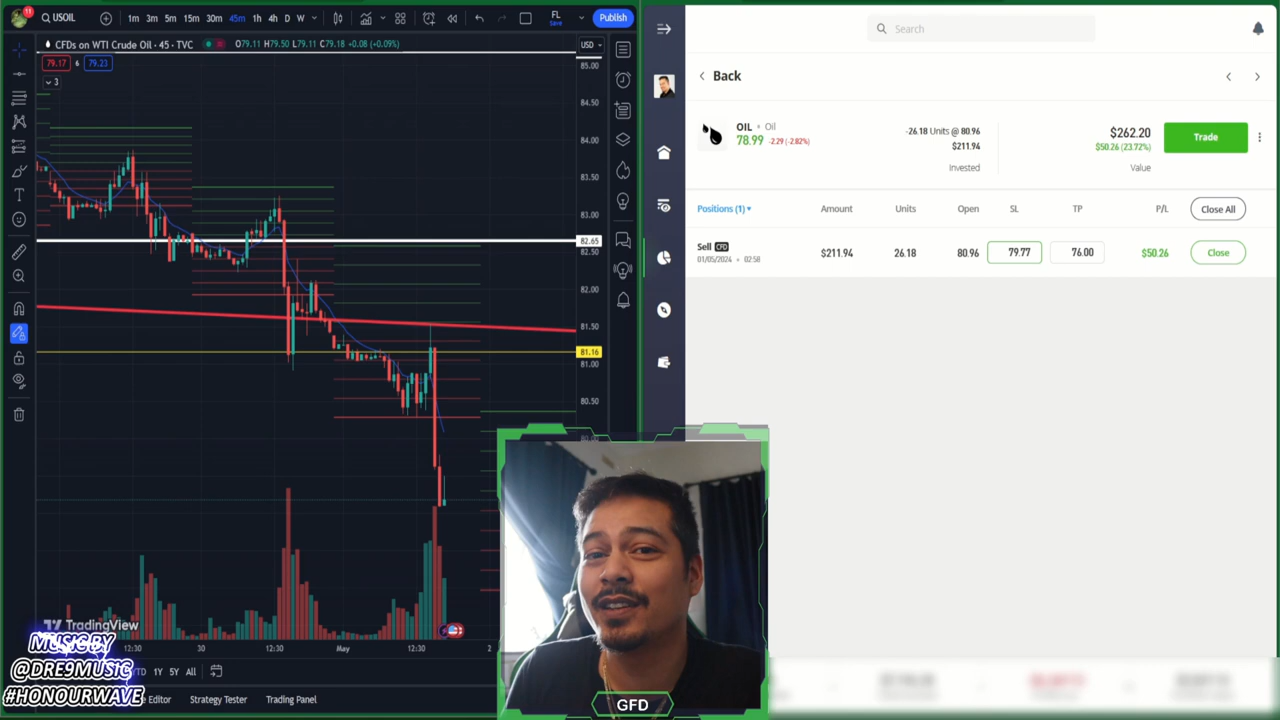 11
USOIL
1m 3m 5m 15m 30m 45m 1h 4h D W
FL
Save
Publish
CFDs on WTI Crude Oil · 45 · TVC
O79.11 H79.50 L79.11 C79.18 +0.08 (+0.09%)
USD
79.17 6 79.23
3
85.00
84.50
84.00
83.50
83.00
82.65
82.50
82.00
81.50
81.16
81.00
80.50
TradingView
12:30 30 12:30 May 12:30 2
1Y 5Y All
Editor
Strategy Tester
Trading Panel
MUSIC BY
@DRE9MUSIC
#HONOURWAVE
Search
Back
OIL • Oil
78.99 -2.29 (-2.82%)
-26.18 Units @ 80.96
$211.94
Invested
$262.20
$50.26 (23.72%)
Value
Trade
Positions (1) Amount Units Open SL TP P/L Close All
Sell CFD
01/05/2024 • 02:58
$211.94 26.18 80.96 79.77 76.00 $50.26 Close
GFD